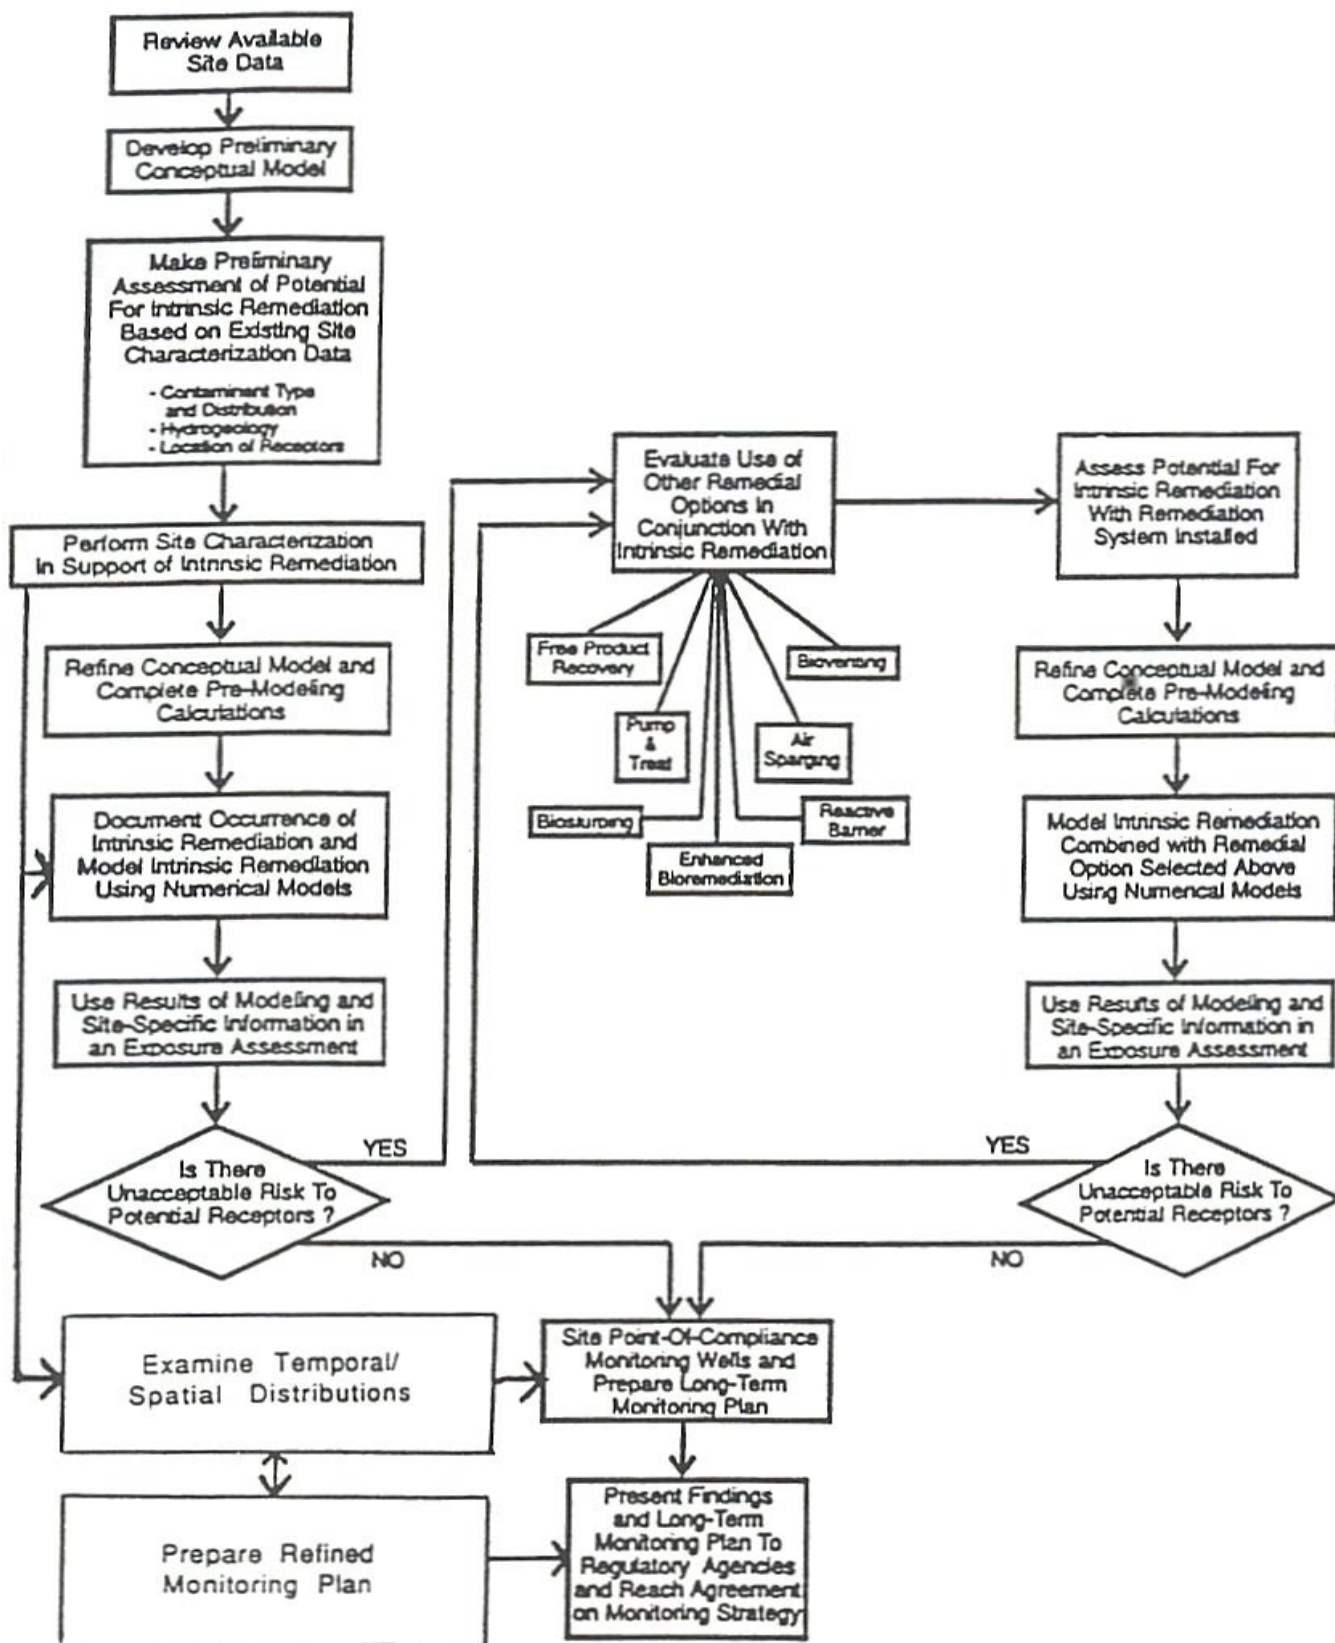 Review Available
Site Data
Develop Preliminary
Conceptual Model
Make Preliminary
Assessment of Potential
For Intrinsic Remediation
Based on Existing Site
Characterization Data
- Contaminant Type
and Distribution
- Hydrogeology
- Location of Receptors
Perform Site Characterization
In Support of Intrinsic Remediation
Refine Conceptual Model and
Complete Pre-Modeling
Calculations
Document Occurrence of
Intrinsic Remediation and
Model Intrinsic Remediation
Using Numerical Models
Use Results of Modeling and
Site-Specific Information in
an Exposure Assessment
Is There
Unacceptable Risk To
Potential Receptors ?
YES
NO
Evaluate Use of
Other Remedial
Options In
Conjunction With
Intrinsic Remediation
Free Product
Recovery
Bioventing
Pump
&
Treat
Air
Sparging
Bioslurping
Reactive
Barrier
Enhanced
Bioremediation
Assess Potential For
Intrinsic Remediation
With Remediation
System Installed
Refine Conceptual Model and
Complete Pre-Modeling
Calculations
Model Intrinsic Remediation
Combined with Remedial
Option Selected Above
Using Numerical Models
Use Results of Modeling and
Site-Specific Information in
an Exposure Assessment
YES
Is There
Unacceptable Risk To
Potential Receptors ?
NO
Examine Temporal/
Spatial Distributions
Site Point-Of-Compliance
Monitoring Wells and
Prepare Long-Term
Monitoring Plan
Prepare Refined
Monitoring Plan
Present Findings
and Long-Term
Monitoring Plan To
Regulatory Agencies
and Reach Agreement
on Monitoring Strategy